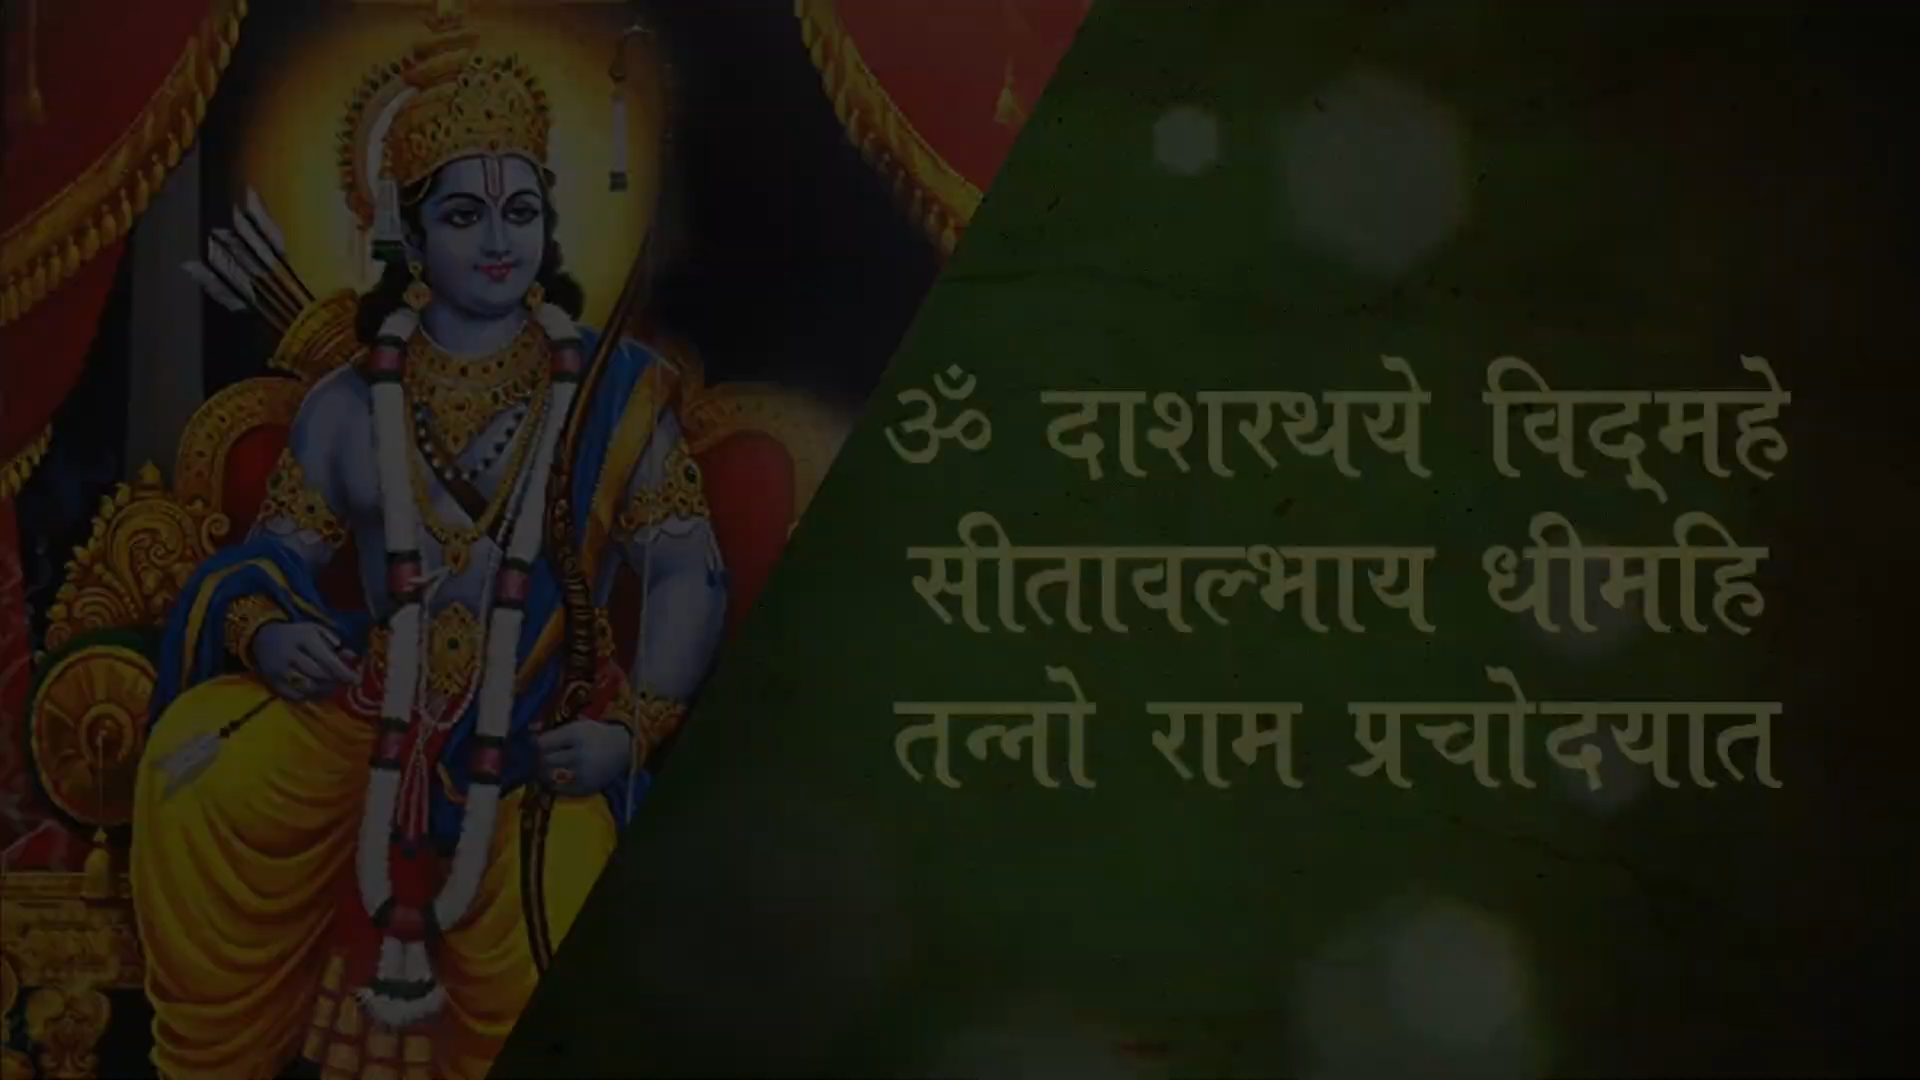 ॐ दाशरथये विद्महे
सीतावल्भाय धीमहि
तन्नो राम प्रचोदयात